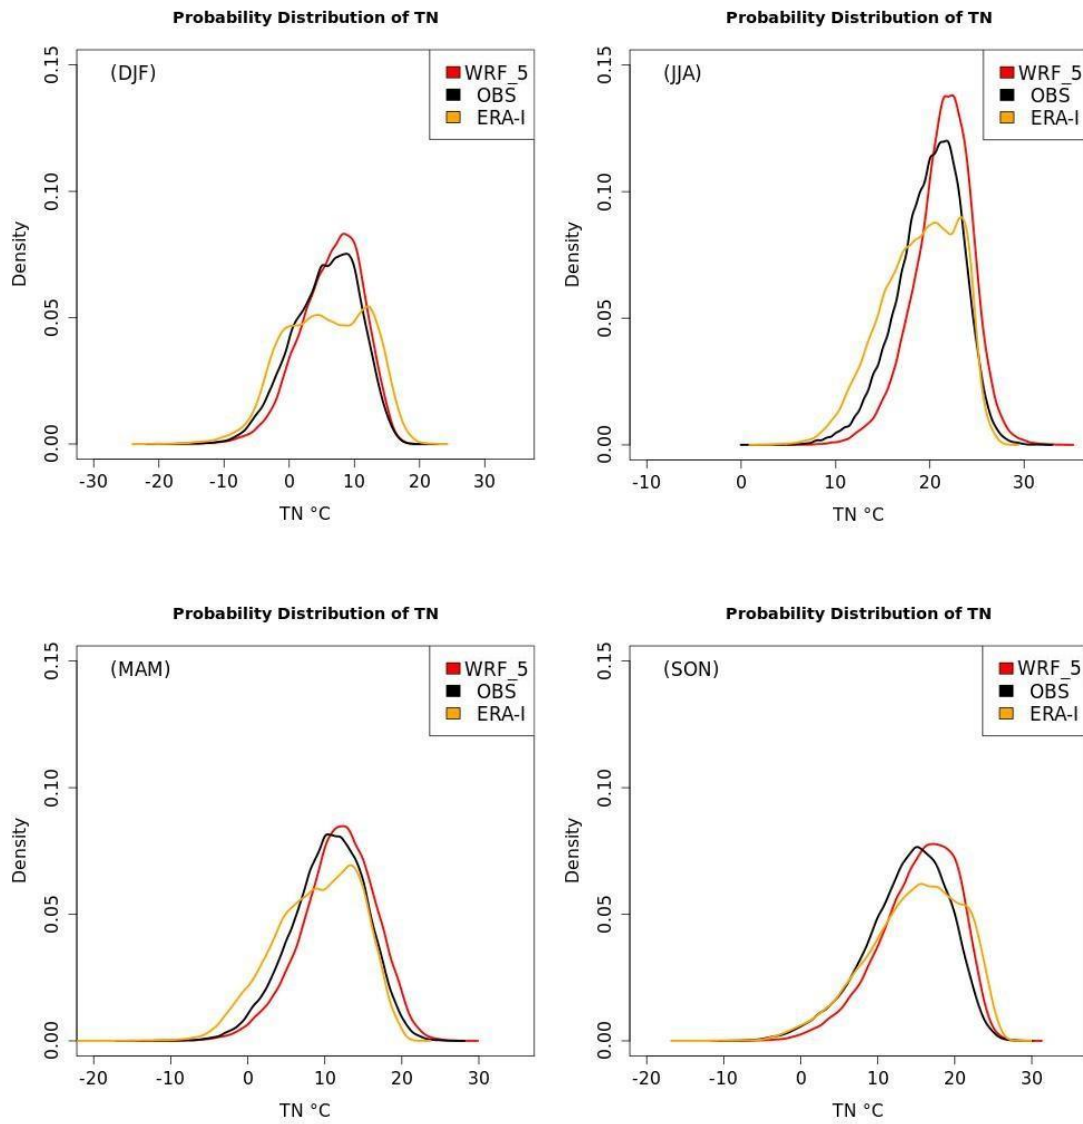 Probability Distribution of TN
(DJF)
WRF_5
OBS
ERA-I
Density
0.00 0.05 0.10 0.15
-30 -20 -10 0 10 20 30
TN °C
Probability Distribution of TN
(JJA)
WRF_5
OBS
ERA-I
Density
0.00 0.05 0.10 0.15
-10 0 10 20 30
TN °C
Probability Distribution of TN
(MAM)
WRF_5
OBS
ERA-I
Density
0.00 0.05 0.10 0.15
-20 -10 0 10 20 30
TN °C
Probability Distribution of TN
(SON)
WRF_5
OBS
ERA-I
Density
0.00 0.05 0.10 0.15
-20 -10 0 10 20 30
TN °C